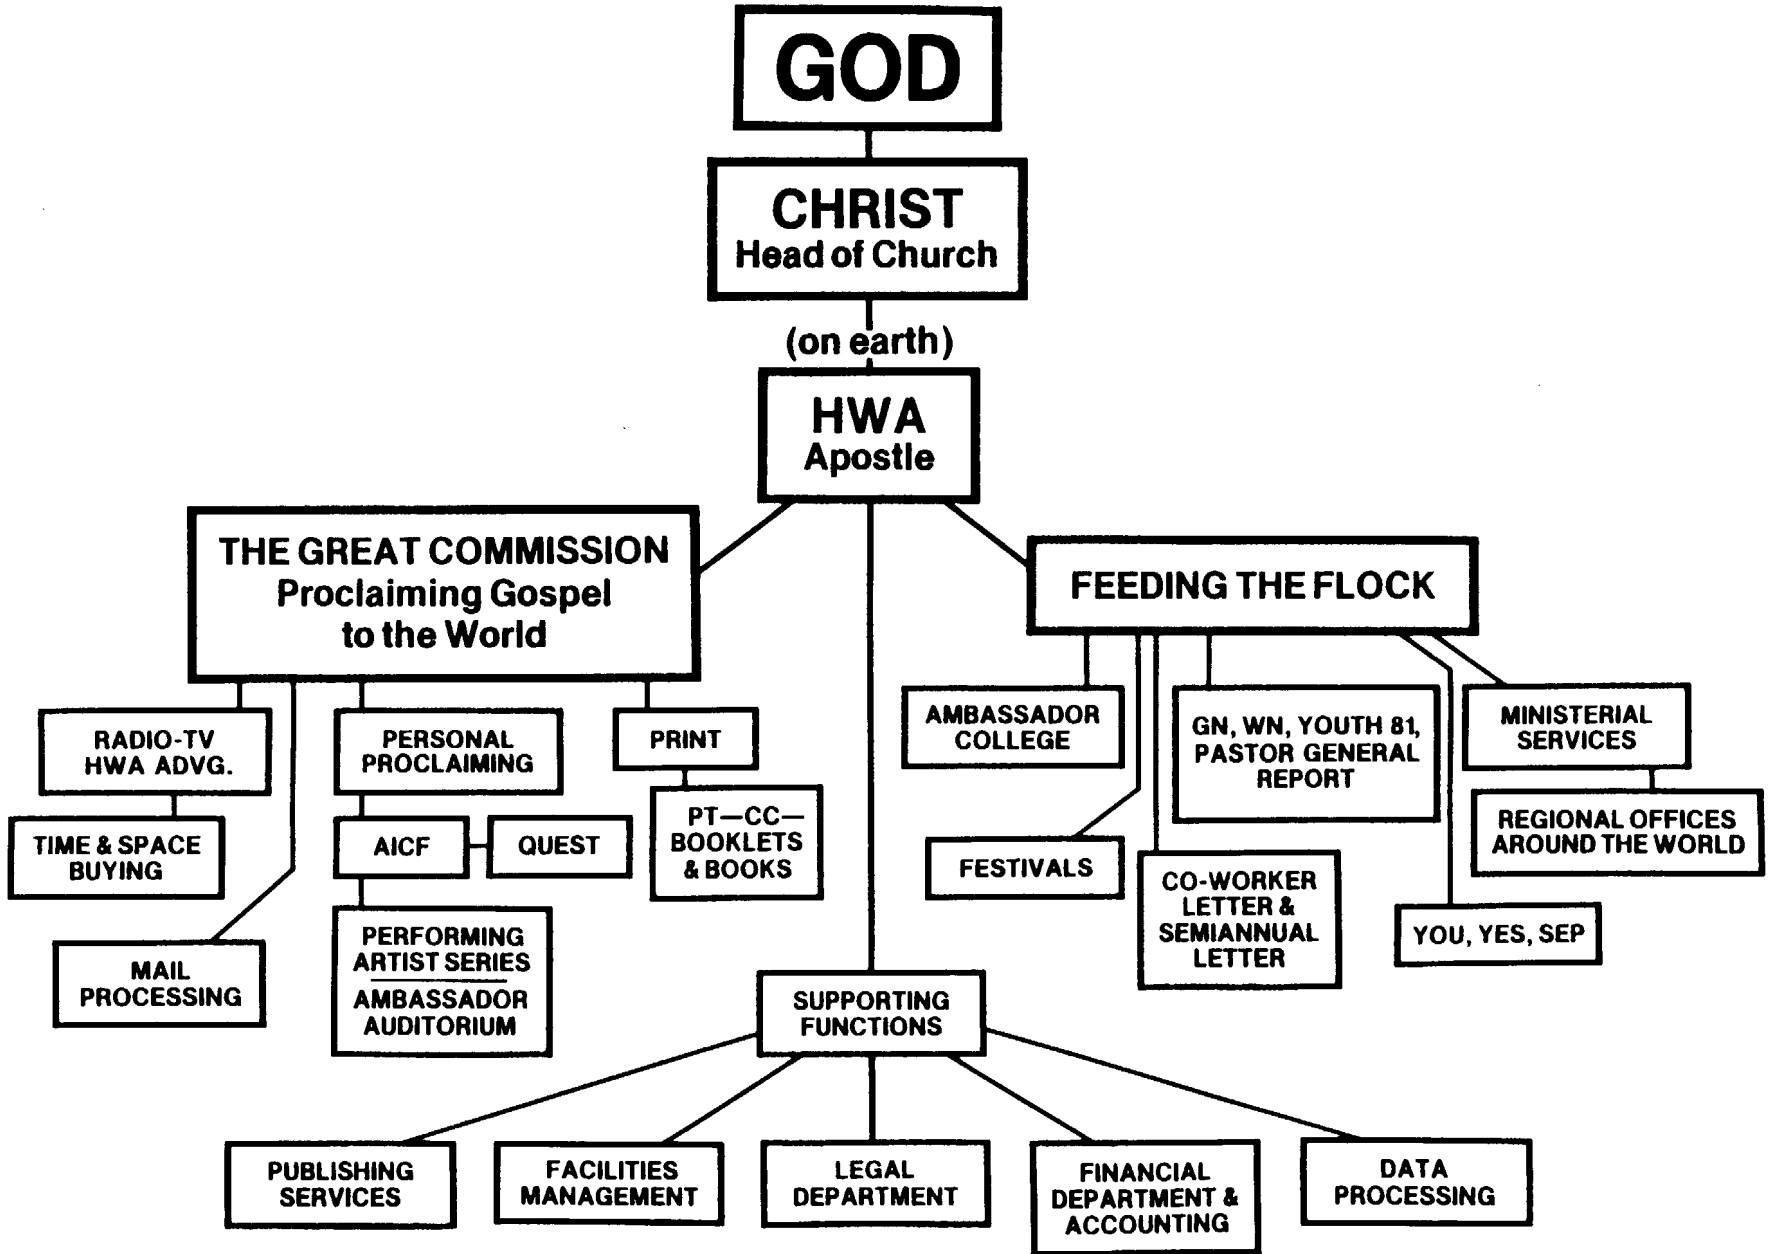 GOD
CHRIST
Head of Church
(on earth)
HWA
Apostle
THE GREAT COMMISSION
Proclaiming Gospel
to the World
FEEDING THE FLOCK
RADIO-TV
HWA ADVG.
TIME & SPACE
BUYING
MAIL
PROCESSING
PERSONAL
PROCLAIMING
AICF
QUEST
PERFORMING
ARTIST SERIES
AMBASSADOR
AUDITORIUM
PRINT
PT—CC—
BOOKLETS
& BOOKS
AMBASSADOR
COLLEGE
FESTIVALS
CO-WORKER
LETTER &
SEMIANNUAL
LETTER
GN, WN, YOUTH 81,
PASTOR GENERAL
REPORT
YOU, YES, SEP
MINISTERIAL
SERVICES
REGIONAL OFFICES
AROUND THE WORLD
SUPPORTING
FUNCTIONS
PUBLISHING
SERVICES
FACILITIES
MANAGEMENT
LEGAL
DEPARTMENT
FINANCIAL
DEPARTMENT &
ACCOUNTING
DATA
PROCESSING